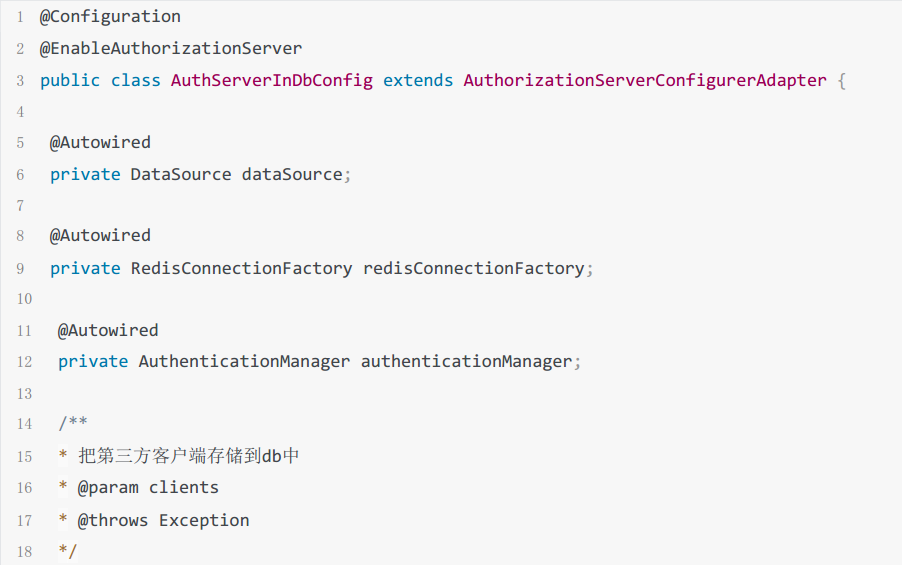 1 @Configuration
2 @EnableAuthorizationServer
3 public class AuthServerInDbConfig extends AuthorizationServerConfigurerAdapter {
4
5 @Autowired
6 private DataSource dataSource;
7
8 @Autowired
9 private RedisConnectionFactory redisConnectionFactory;
10
11 @Autowired
12 private AuthenticationManager authenticationManager;
13
14 /**
15 * 把第三方客户端存储到db中
16 * @param clients
17 * @throws Exception
18 */